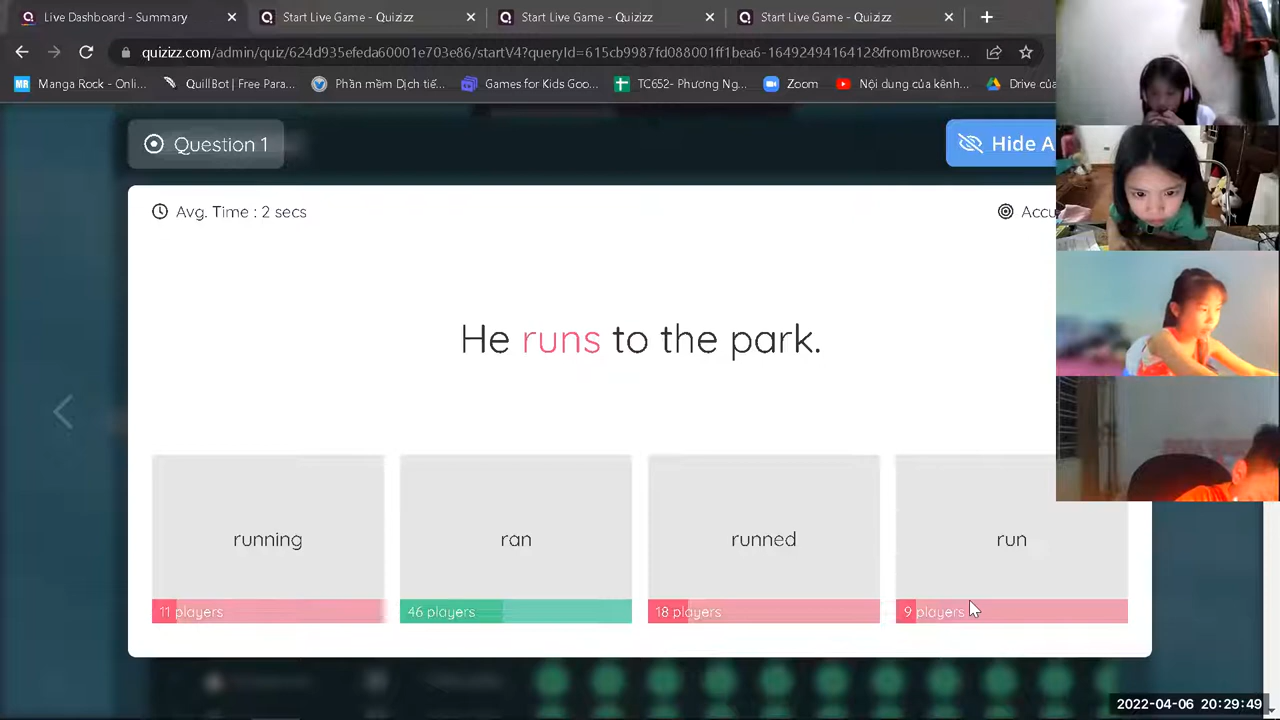 Live Dashboard - Summary
Start Live Game - Quizizz
Start Live Game - Quizizz
Start Live Game - Quizizz
quizizz.com/admin/quiz/624d935efeda60001e703e86/startV4?queryId=615cb9987fd088001ff1bea6-1649249416412&fromBrowser...
MR Manga Rock - Onli...
QuillBot | Free Para...
Phần mềm Dịch tiế...
Games for Kids Goo...
TC652- Phương Ng...
Zoom
Nội dung của kênh...
Drive củ
Question 1
Hide A
Avg. Time : 2 secs
Accu
He runs to the park.
running
ran
runned
run
11 players
46 players
18 players
9 players
2022-04-06 20:29:49